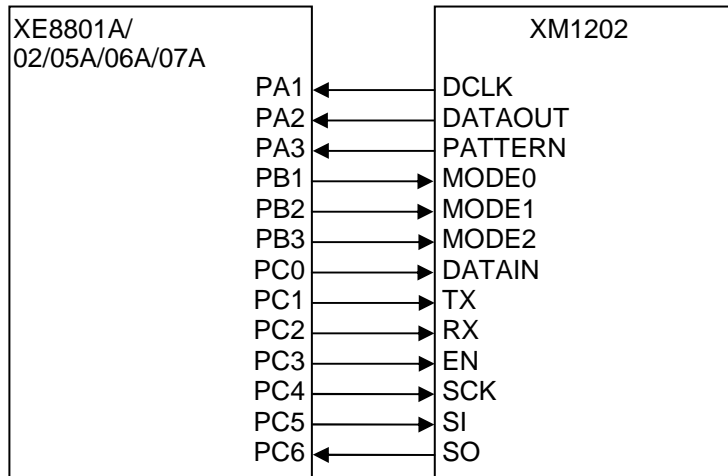 XE8801A/
02/05A/06A/07A
XM1202
PA1 DCLK
PA2 DATAOUT
PA3 PATTERN
PB1 MODE0
PB2 MODE1
PB3 MODE2
PC0 DATAIN
PC1 TX
PC2 RX
PC3 EN
PC4 SCK
PC5 SI
PC6 SO